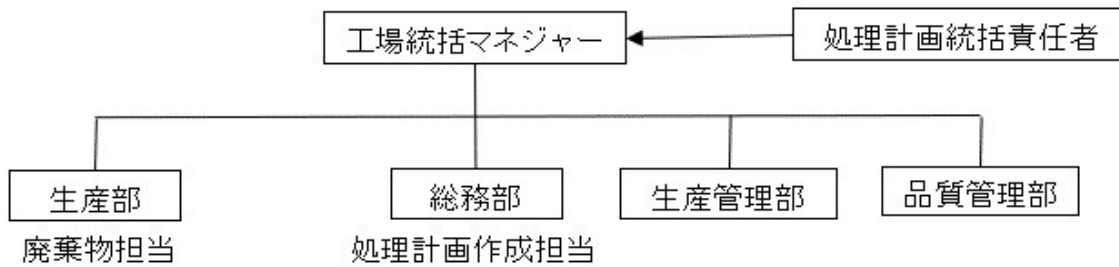 工場統括マネジャー
処理計画統括責任者
生産部
総務部
生産管理部
品質管理部
廃棄物担当
処理計画作成担当